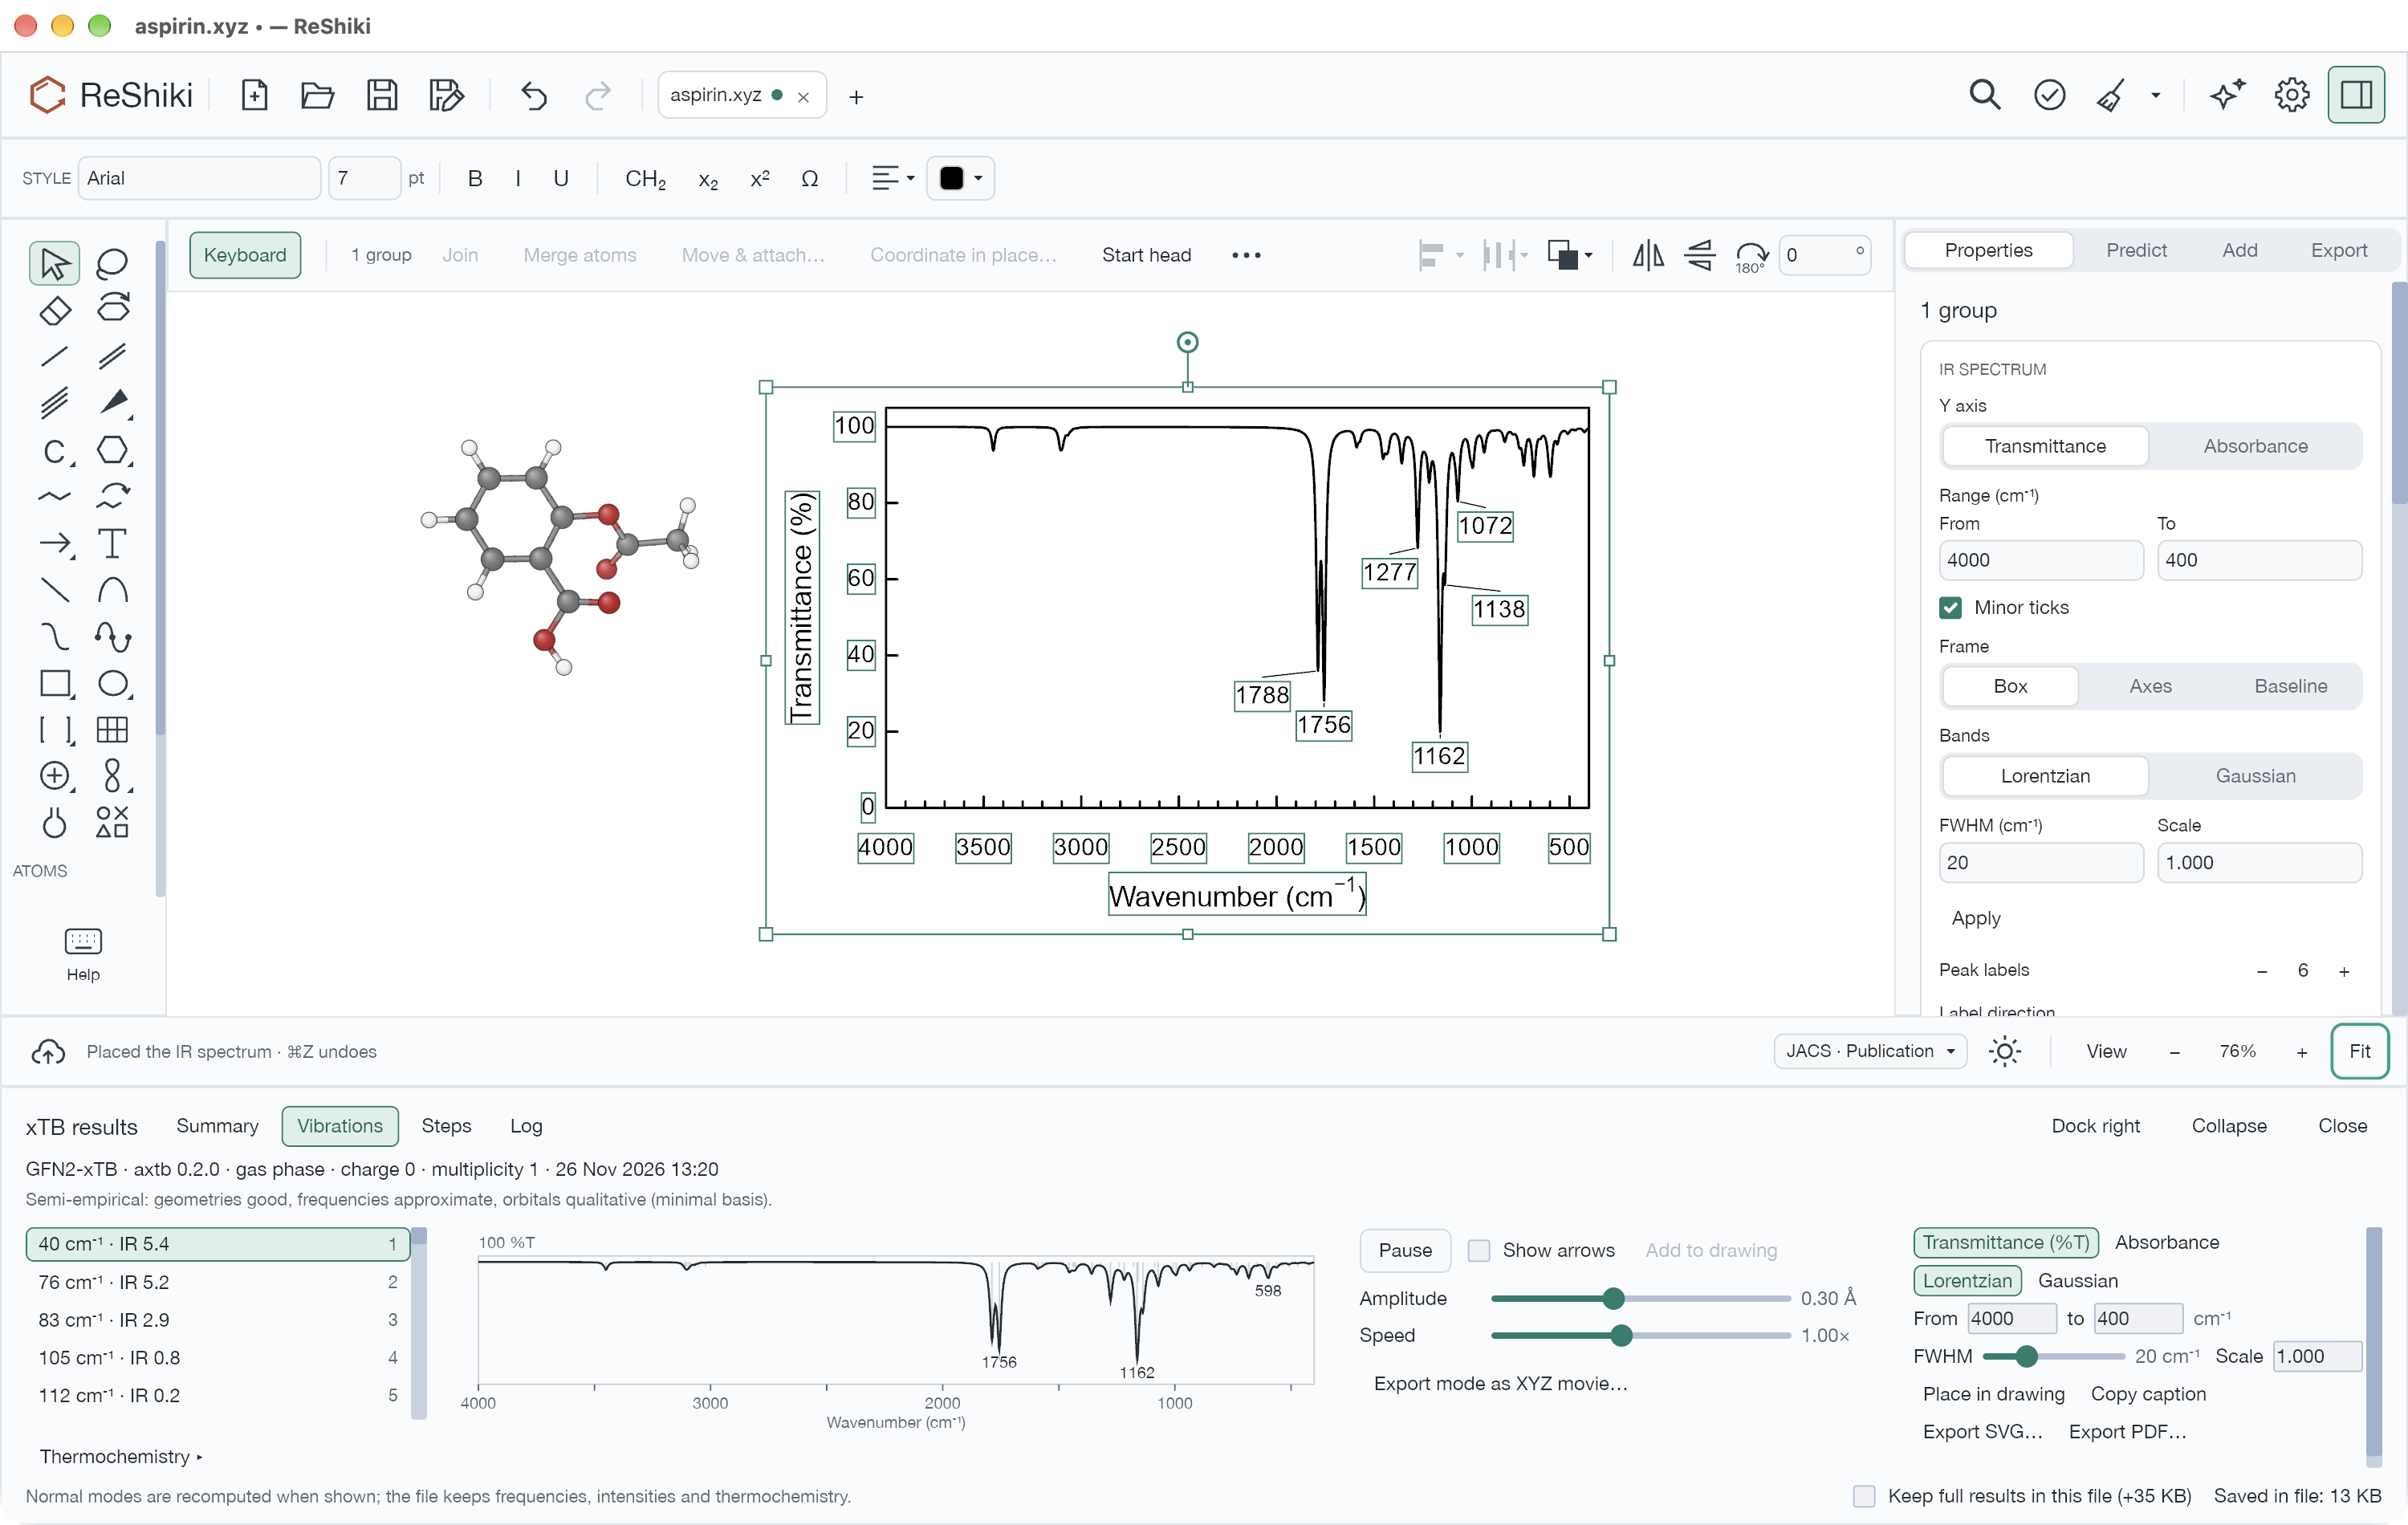 aspirin.xyz • — ReShiki
ReShiki
aspirin.xyz
STYLE Arial 7 pt B I U CH₂ x₂ x² Ω
Keyboard 1 group Join Merge atoms Move & attach... Coordinate in place... Start head 180° 0 °
C
T
ATOMS
Help
Transmittance (%)
100
80
60
40
20
0
4000 3500 3000 2500 2000 1500 1000 500
Wavenumber (cm⁻¹)
1072
1277
1138
1788
1756
1162
Properties Predict Add Export
1 group
IR SPECTRUM
Y axis
Transmittance Absorbance
Range (cm⁻¹)
From To
4000 400
Minor ticks
Frame
Box Axes Baseline
Bands
Lorentzian Gaussian
FWHM (cm⁻¹) Scale
20 1.000
Apply
Peak labels − 6 +
Label direction
Placed the IR spectrum · ⌘Z undoes
JACS · Publication View − 76% + Fit
xTB results Summary Vibrations Steps Log Dock right Collapse Close
GFN2-xTB · axtb 0.2.0 · gas phase · charge 0 · multiplicity 1 · 26 Nov 2026 13:20
Semi-empirical: geometries good, frequencies approximate, orbitals qualitative (minimal basis).
40 cm⁻¹ · IR 5.4 1
76 cm⁻¹ · IR 5.2 2
83 cm⁻¹ · IR 2.9 3
105 cm⁻¹ · IR 0.8 4
112 cm⁻¹ · IR 0.2 5
Thermochemistry ▸
100 %T
598
1756
1162
4000 3000 2000 1000
Wavenumber (cm⁻¹)
Pause Show arrows Add to drawing
Amplitude 0.30 Å
Speed 1.00×
Export mode as XYZ movie...
Transmittance (%T) Absorbance
Lorentzian Gaussian
From 4000 to 400 cm⁻¹
FWHM 20 cm⁻¹ Scale 1.000
Place in drawing Copy caption
Export SVG... Export PDF...
Normal modes are recomputed when shown; the file keeps frequencies, intensities and thermochemistry.
Keep full results in this file (+35 KB) Saved in file: 13 KB